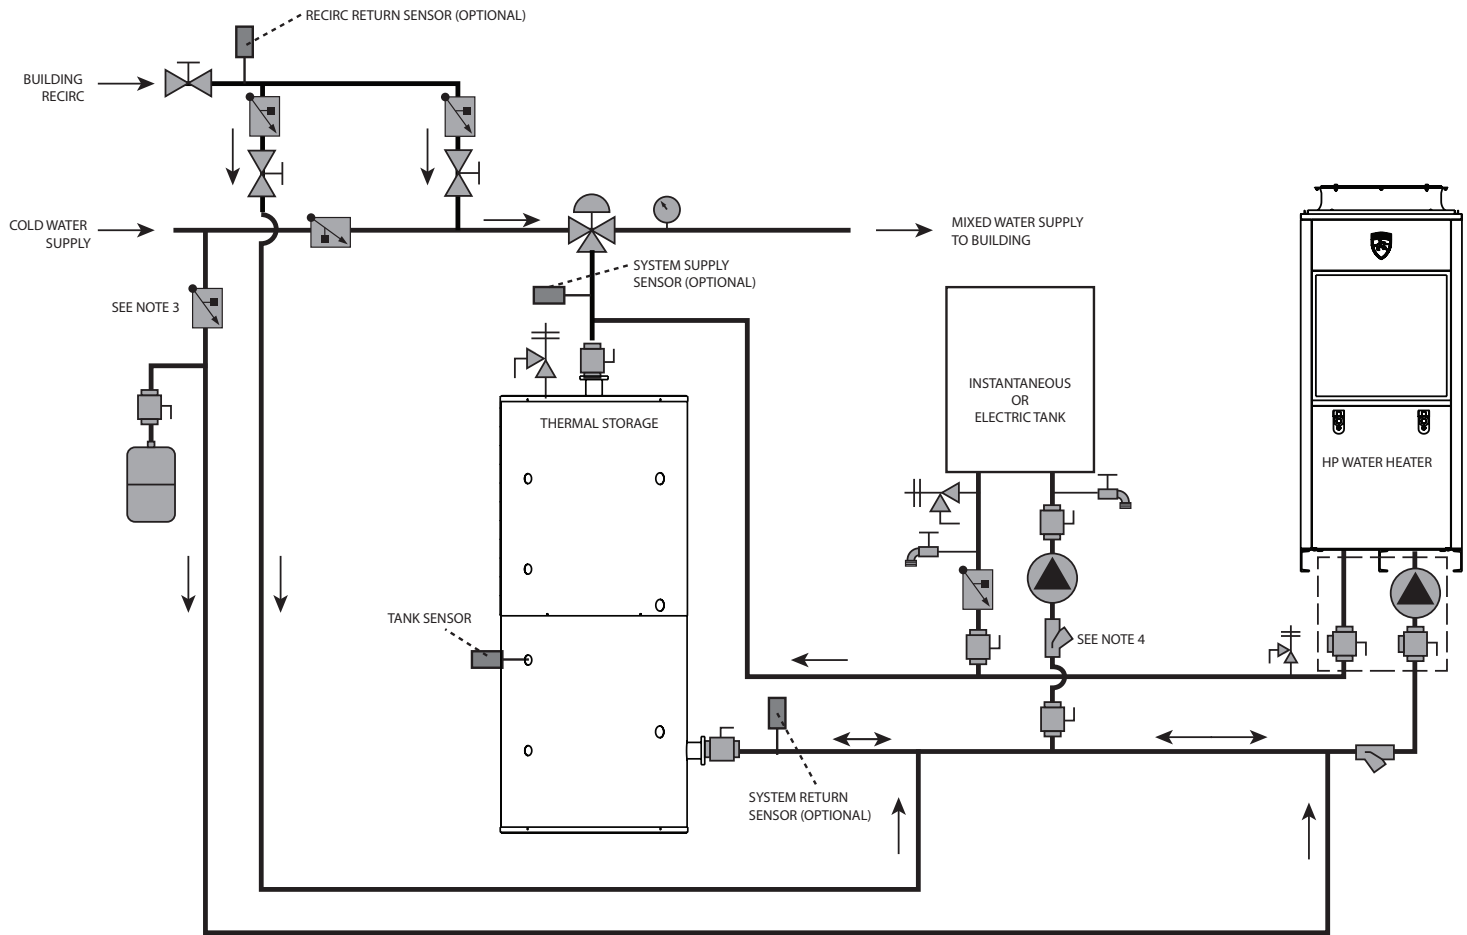 RECIRC RETURN SENSOR (OPTIONAL)
BUILDING
RECIRC
COLD WATER
SUPPLY
MIXED WATER SUPPLY
TO BUILDING
SYSTEM SUPPLY
SENSOR (OPTIONAL)
SEE NOTE 3
INSTANTANEOUS
OR
ELECTRIC TANK
THERMAL STORAGE
HP WATER HEATER
TANK SENSOR
SEE NOTE 4
SYSTEM RETURN
SENSOR (OPTIONAL)